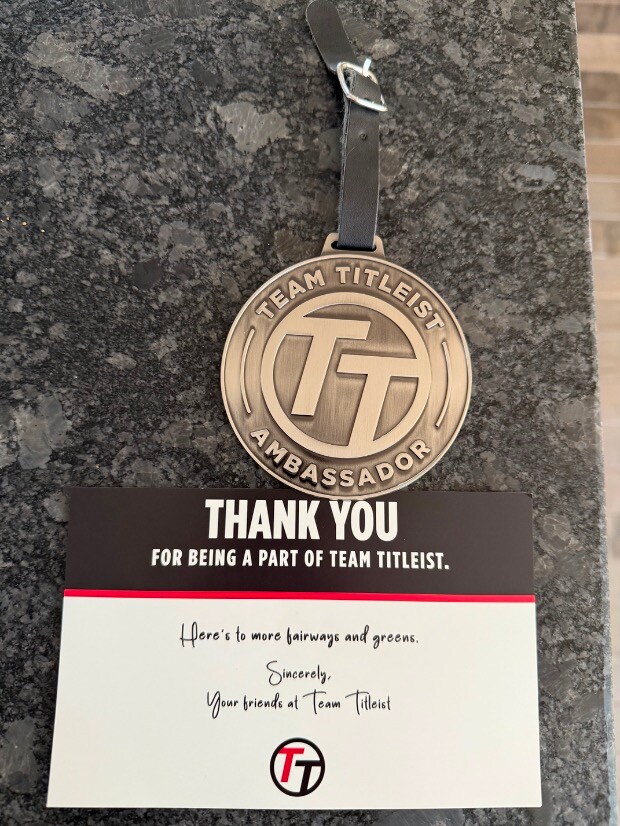 TEAM TITLEIST
TT
AMBASSADOR
THANK YOU
FOR BEING A PART OF TEAM TITLEIST.
Here's to more fairways and greens.
Sincerely,
Your friends at Team Titleist
TT